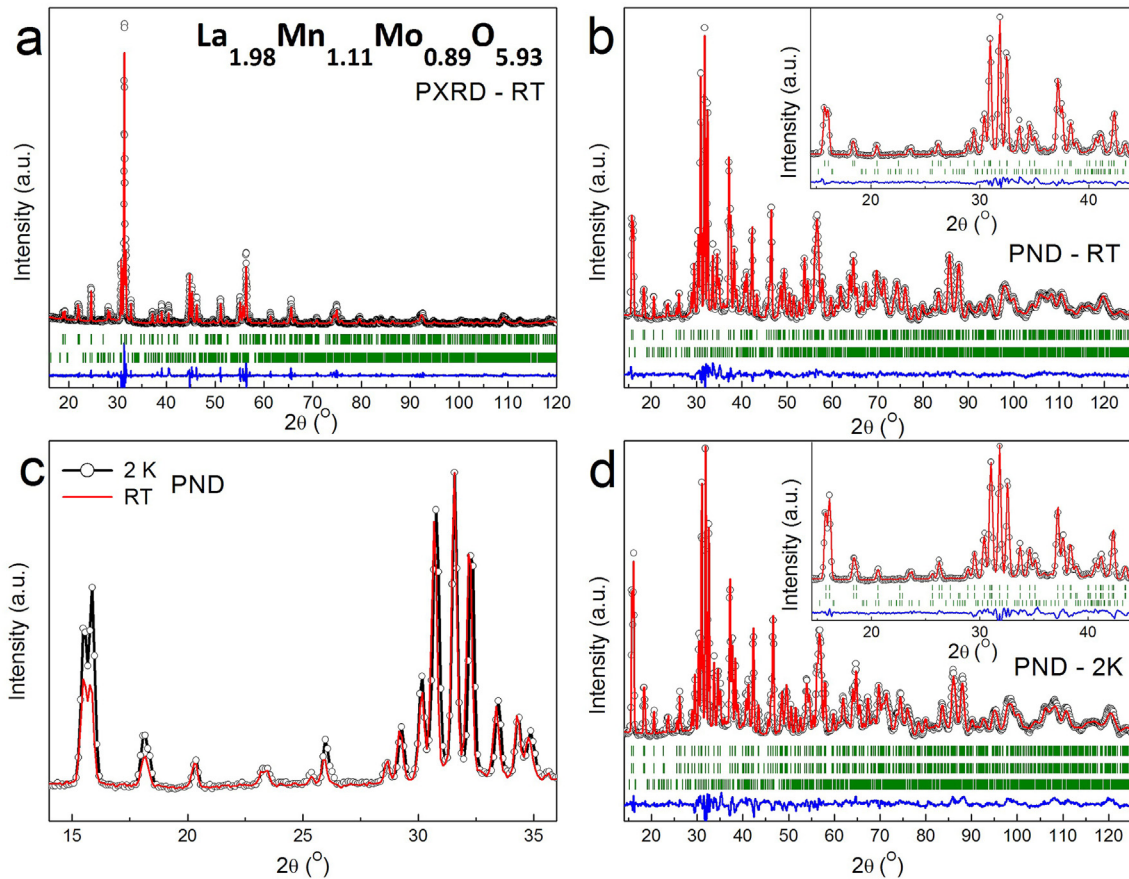 a
La1.98Mn1.11Mo0.89O5.93
PXRD - RT
Intensity (a.u.)
20 30 40 50 60 70 80 90 100 110 120
2θ (O)
b
Intensity (a.u.)
20 30 40
2θ (O)
PND - RT
Intensity (a.u.)
20 30 40 50 60 70 80 90 100 110 120
2θ (O)
c
2 K
RT
PND
Intensity (a.u.)
15 20 25 30 35
2θ (O)
d
Intensity (a.u.)
20 30 40
2θ (O)
PND - 2K
Intensity (a.u.)
20 30 40 50 60 70 80 90 100 110 120
2θ (O)